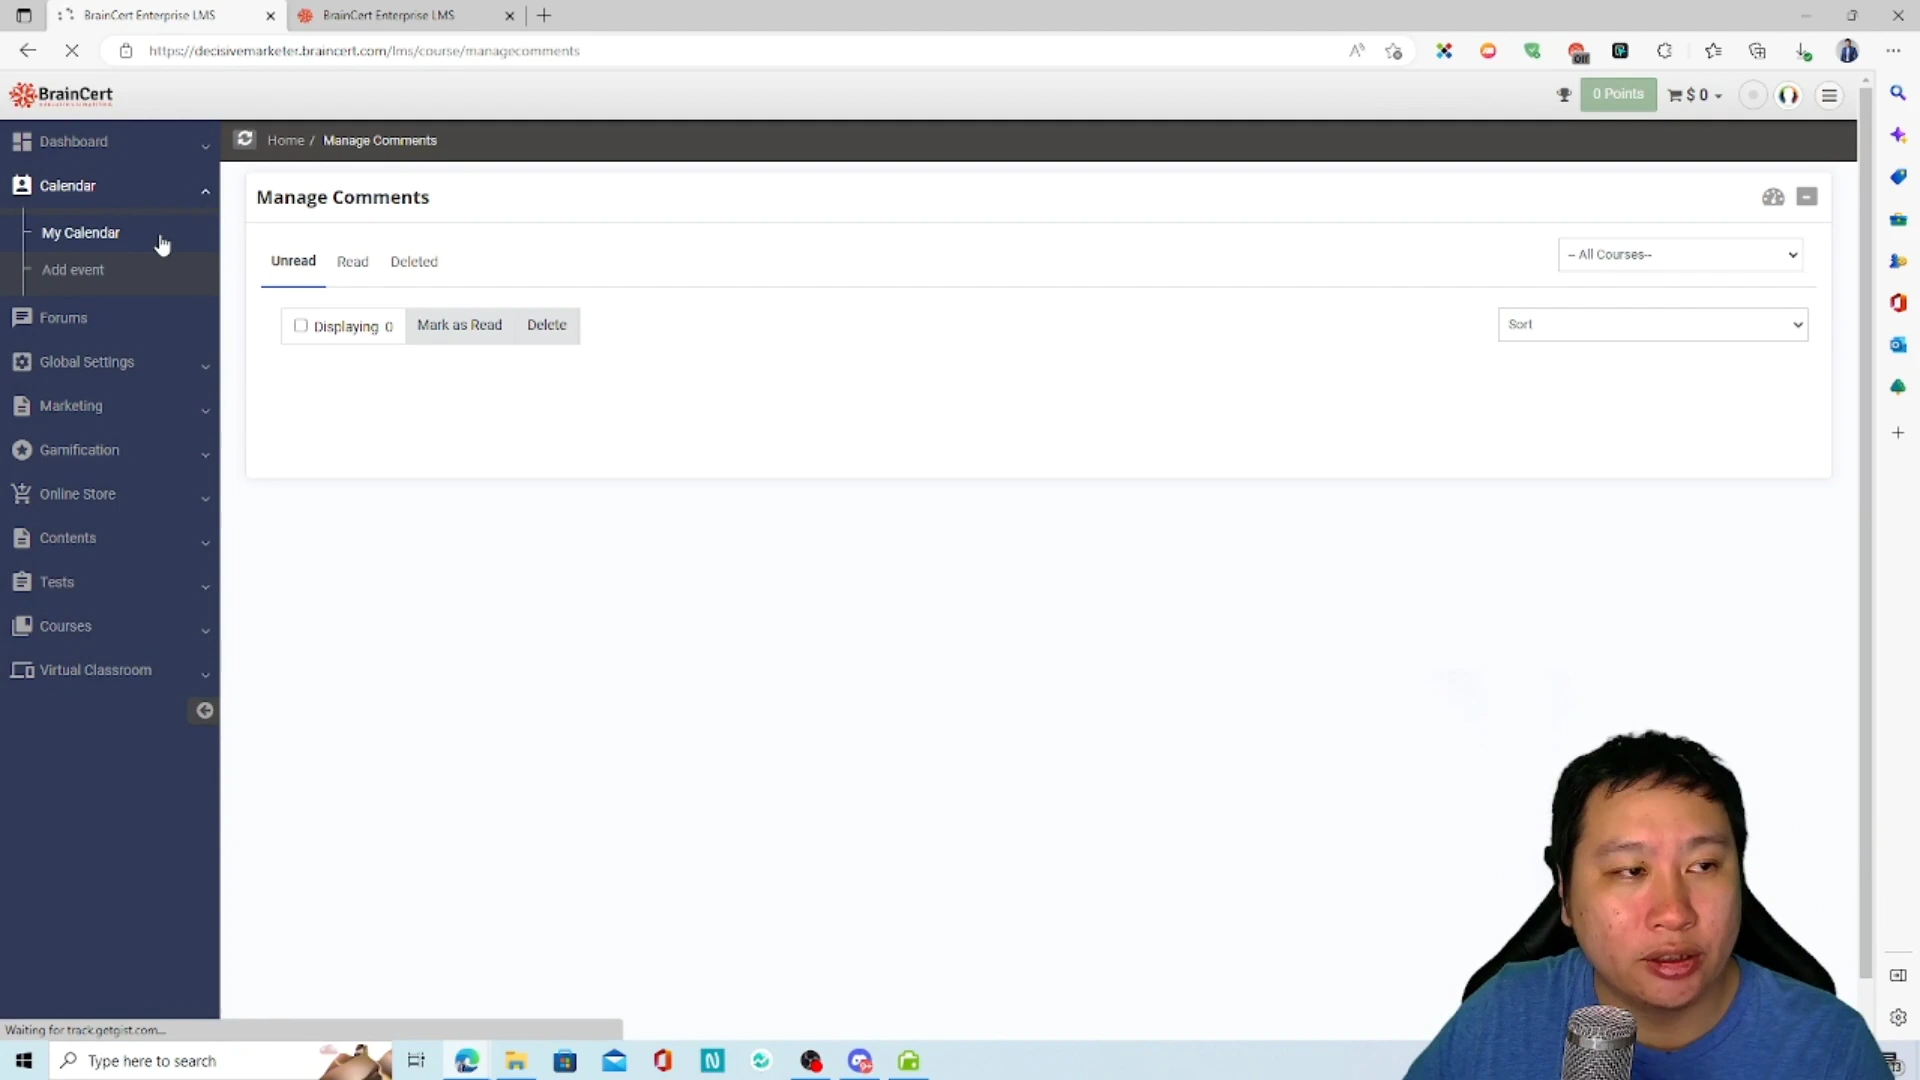 BrainCert Enterprise LMS
BrainCert Enterprise LMS
https://decisivemarketer.braincert.com/lms/course/managecomments
BrainCert
0 Points
$ 0
Dashboard
Home / Manage Comments
Calendar
Manage Comments
My Calendar
Unread Read Deleted
-- All Courses--
Add event
Forums
Displaying 0 Mark as Read Delete
Sort
Global Settings
Marketing
Gamification
Online Store
Contents
Tests
Courses
Virtual Classroom
Waiting for track.getgist.com...
Type here to search